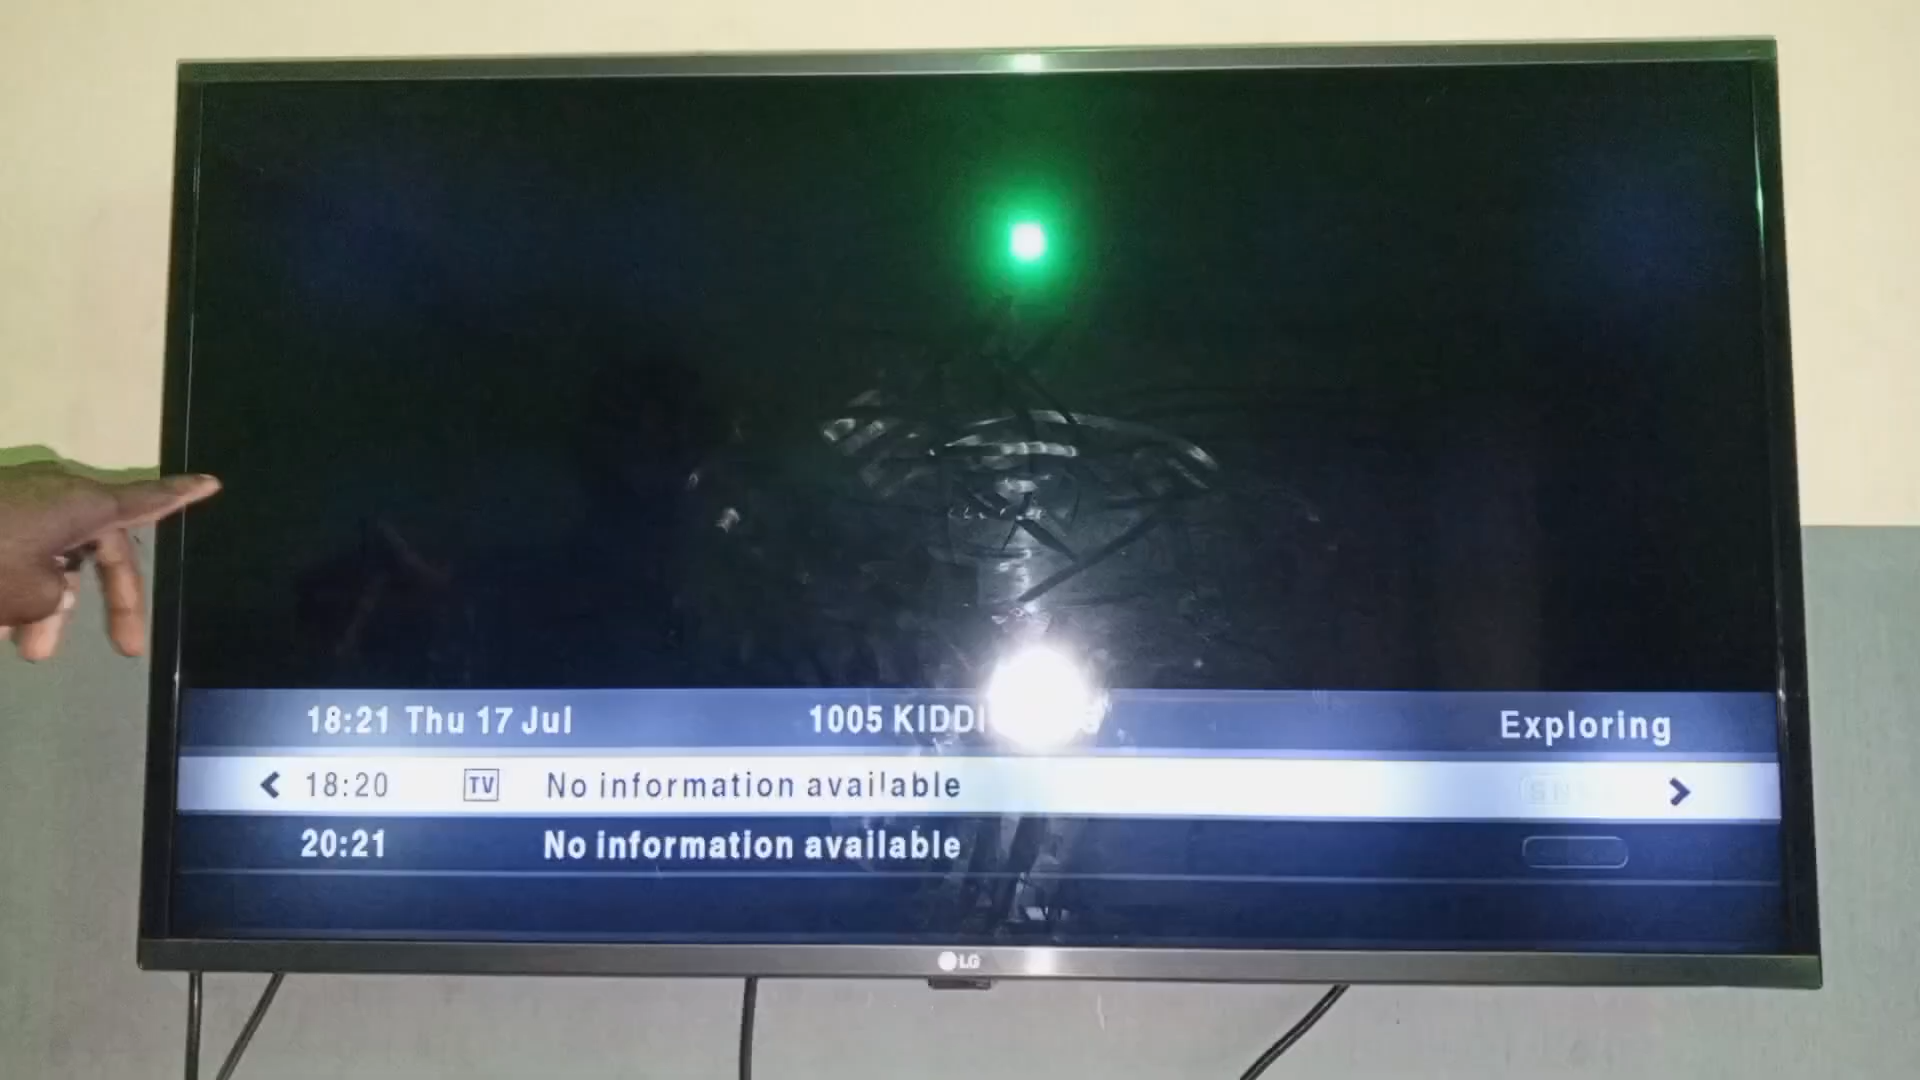 18:21 Thu 17 Jul 1005 Exploring
18:20 TV No information available
20:21 No information available
LG